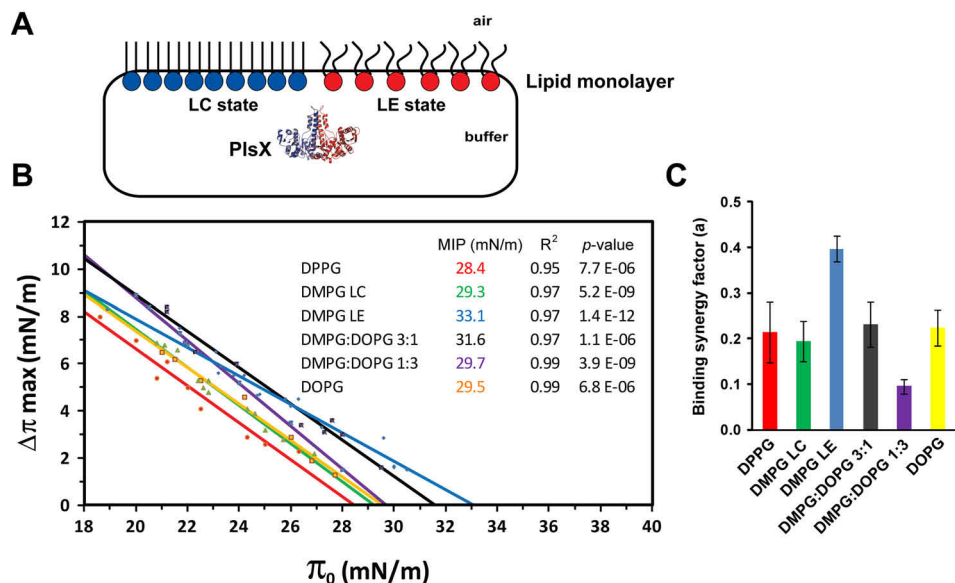 A
air
Lipid monolayer
LC state
LE state
buffer
PlsX
B
12
10
8
6
4
2
0
Δπ max (mN/m)
MIP (mN/m) R² p-value
DPPG 28.4 0.95 7.7 E-06
DMPG LC 29.3 0.97 5.2 E-09
DMPG LE 33.1 0.97 1.4 E-12
DMPG:DOPG 3:1 31.6 0.97 1.1 E-06
DMPG:DOPG 1:3 29.7 0.99 3.9 E-09
DOPG 29.5 0.99 6.8 E-06
18 20 22 24 26 28 30 32 34 36 38 40
π₀ (mN/m)
C
0.5
0.4
0.3
0.2
0.1
0.0
Binding synergy factor (a)
DPPG
DMPG LC
DMPG LE
DMPG:DOPG 3:1
DMPG:DOPG 1:3
DOPG